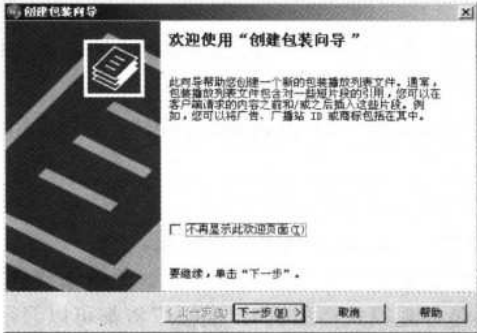 创建包装向导
欢迎使用“创建包装向导 ”
此向导帮助您创建一个新的包装播放列表文件。通常,
包装播放列表文件包含对一些短片段的引用,您可以在
客户端请求的内容之前和/或之后插入这些片段。例
如,您可以将广告、广播站 ID 或商标包括在其中。
不再显示此欢迎页面(I)
要继续,单击“下一步”。
上一步(B) 下一步(N) > 取消 帮助